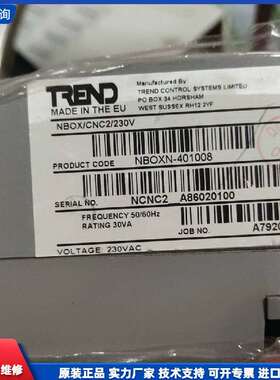 询
TREND
MADE IN THE EU
Manufactured By
TREND CONTROL SYSTEMS LIMITED
PO BOX 34 HORSHAM
WEST SUSSEX RH12 2YF
NBOX/CNC2/230V
PRODUCT CODE
NBOXN-401008
SERIAL NO.
NCNC2 A86020100
FREQUENCY 50/60Hz
RATING 30VA
JOB NO.
A7920
VOLTAGE: 230VAC
维修
原装正品 实力厂家 技术支持 可开专票 进口